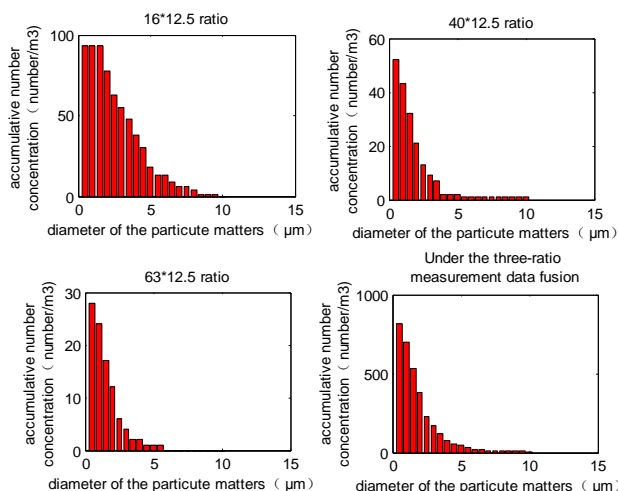 16*12.5 ratio
100
50
0
0 5 10 15
accumulative number
concentration ( number/m3)
diameter of the particute matters ( μm )
40*12.5 ratio
60
40
20
0
0 5 10 15
accumulative number
concentration ( number/m3)
diameter of the particute matters ( μm )
63*12.5 ratio
30
20
10
0
0 5 10 15
accumulative number
concentration ( number/m3)
diameter of the particute matters ( μm )
Under the three-ratio
measurement data fusion
1000
500
0
0 5 10 15
accumulative number
concentration ( number/m3)
diameter of the particute matters ( μm )